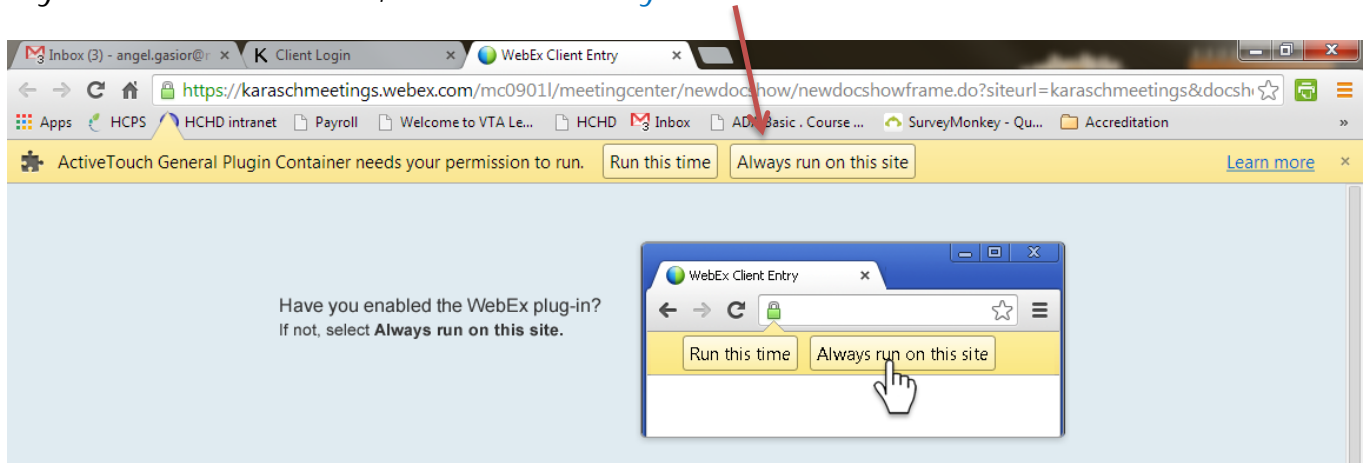 Inbox (3) - angel.gasior@r
K Client Login
WebEx Client Entry
https://karaschmeetings.webex.com/mc0901l/meetingcenter/newdocshow/newdocshowframe.do?siteurl=karaschmeetings&docsh
Apps HCPS HCHD intranet Payroll Welcome to VTA Le... HCHD Inbox Basic . Course ... SurveyMonkey - Qu... Accreditation »
ActiveTouch General Plugin Container needs your permission to run. Run this time Always run on this site Learn more
WebEx Client Entry
Have you enabled the WebEx plug-in?
If not, select Always run on this site.
Run this time Always run on this site